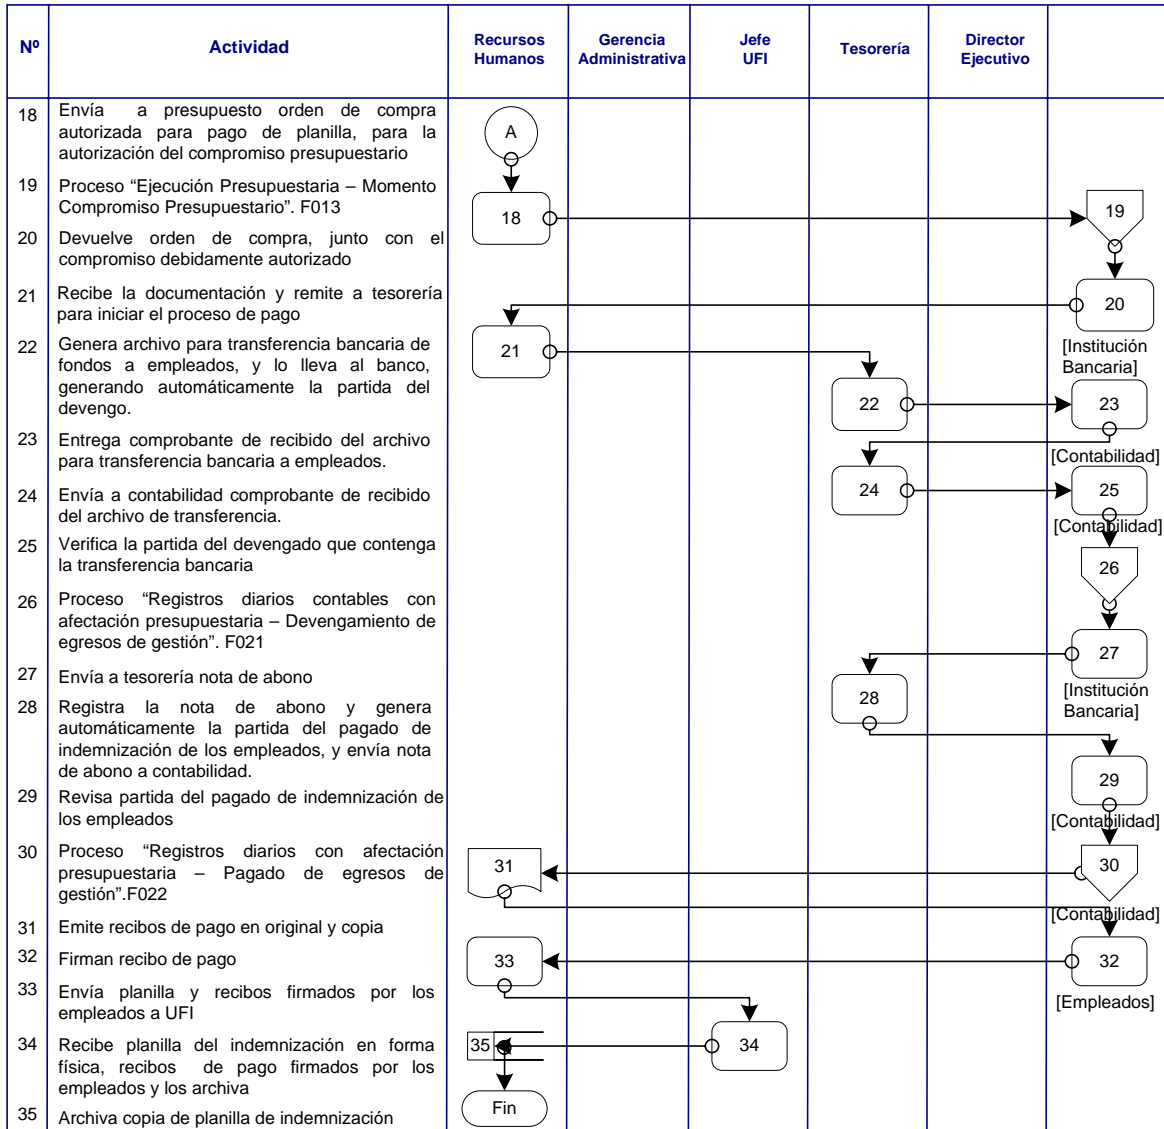 Nº
Actividad
Recursos
Humanos
Gerencia
Administrativa
Jefe
UFI
Tesorería
Director
Ejecutivo
18
Envía a presupuesto orden de compra
autorizada para pago de planilla, para la
autorización del compromiso presupuestario
19
Proceso “Ejecución Presupuestaria – Momento
Compromiso Presupuestario”. F013
20
Devuelve orden de compra, junto con el
compromiso debidamente autorizado
21
Recibe la documentación y remite a tesorería
para iniciar el proceso de pago
22
Genera archivo para transferencia bancaria de
fondos a empleados, y lo lleva al banco,
generando automáticamente la partida del
devengo.
23
Entrega comprobante de recibido del archivo
para transferencia bancaria a empleados.
24
Envía a contabilidad comprobante de recibido
del archivo de transferencia.
25
Verifica la partida del devengado que contenga
la transferencia bancaria
26
Proceso “Registros diarios contables con
afectación presupuestaria – Devengamiento de
egresos de gestión”. F021
27
Envía a tesorería nota de abono
28
Registra la nota de abono y genera
automáticamente la partida del pagado de
indemnización de los empleados, y envía nota
de abono a contabilidad.
29
Revisa partida del pagado de indemnización de
los empleados
30
Proceso “Registros diarios con afectación
presupuestaria – Pagado de egresos de
gestión”.F022
31
Emite recibos de pago en original y copia
32
Firman recibo de pago
33
Envía planilla y recibos firmados por los
empleados a UFI
34
Recibe planilla del indemnización en forma
física, recibos de pago firmados por los
empleados y los archiva
35
Archiva copia de planilla de indemnización
A
18
19
20
[Institución
Bancaria]
21
22
23
[Contabilidad]
24
25
[Contabilidad]
26
27
[Institución
Bancaria]
28
29
[Contabilidad]
30
[Contabilidad]
31
32
[Empleados]
33
34
35
Fin